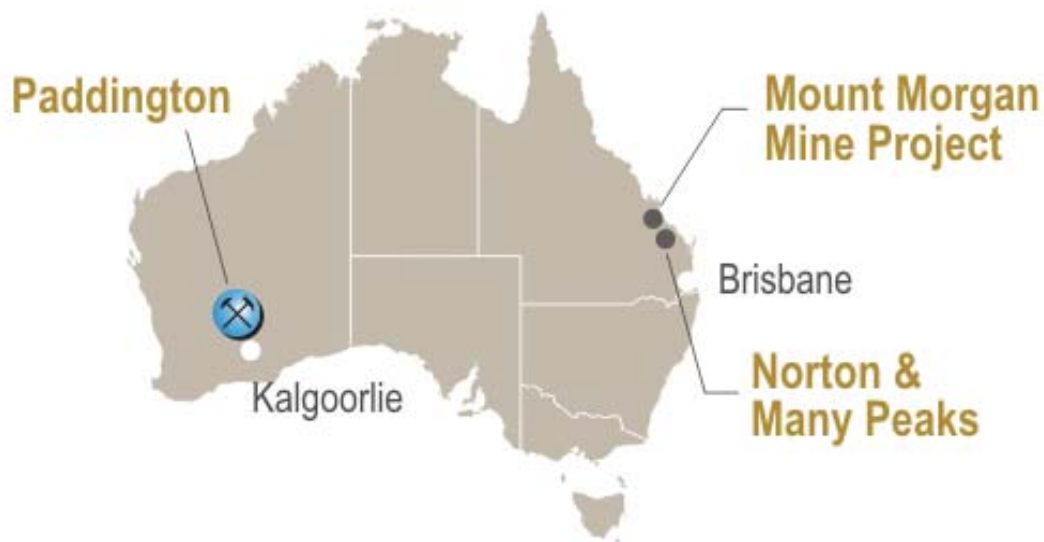 Paddington
Mount Morgan
Mine Project
Brisbane
Kalgoorlie
Norton &
Many Peaks